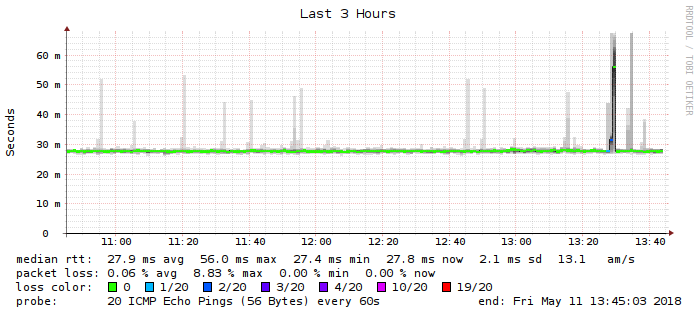 Last 3 Hours
RRDTOOL / TOBI OETIKER
Seconds
60 m
50 m
40 m
30 m
20 m
10 m
0
11:00 11:20 11:40 12:00 12:20 12:40 13:00 13:20 13:40
median rtt: 27.9 ms avg 56.0 ms max 27.4 ms min 27.8 ms now 2.1 ms sd 13.1 am/s
packet loss: 0.06 % avg 8.83 % max 0.00 % min 0.00 % now
loss color: 0 1/20 2/20 3/20 4/20 10/20 19/20
probe: 20 ICMP Echo Pings (56 Bytes) every 60s end: Fri May 11 13:45:03 2018